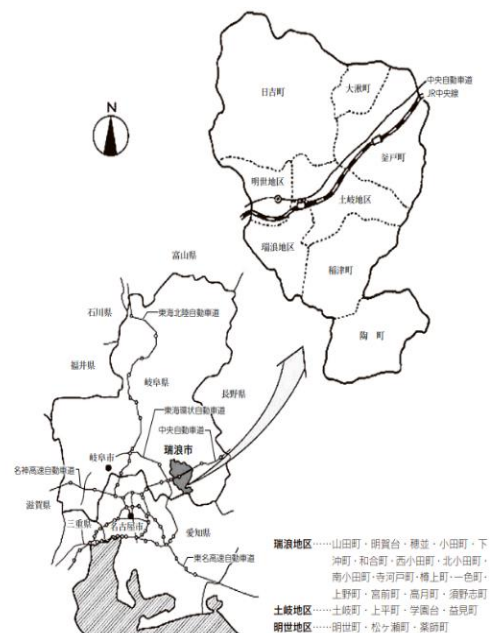 中央自動車道
JR中央線
日吉町
大湫町
釜戸町
明世地区
土岐地区
瑞浪地区
稲津町
陶町
N
富山県
石川県
東海北陸自動車道
福井県
岐阜県
長野県
東海環状自動車道
中央自動車道
岐阜市
瑞浪市
名神高速自動車道
滋賀県
三重県
名古屋市
愛知県
東名高速自動車道
瑞浪地区……山田町・明賀台・穂並・小田町・下
沖町・和合町・西小田町・北小田町・
南小田町・寺河戸町・樽上町・一色町・
上野町・宮前町・高月町・須野志町
土岐地区……土岐町・上平町・学園台・益見町
明世地区……明世町・松ヶ瀬町・薬師町